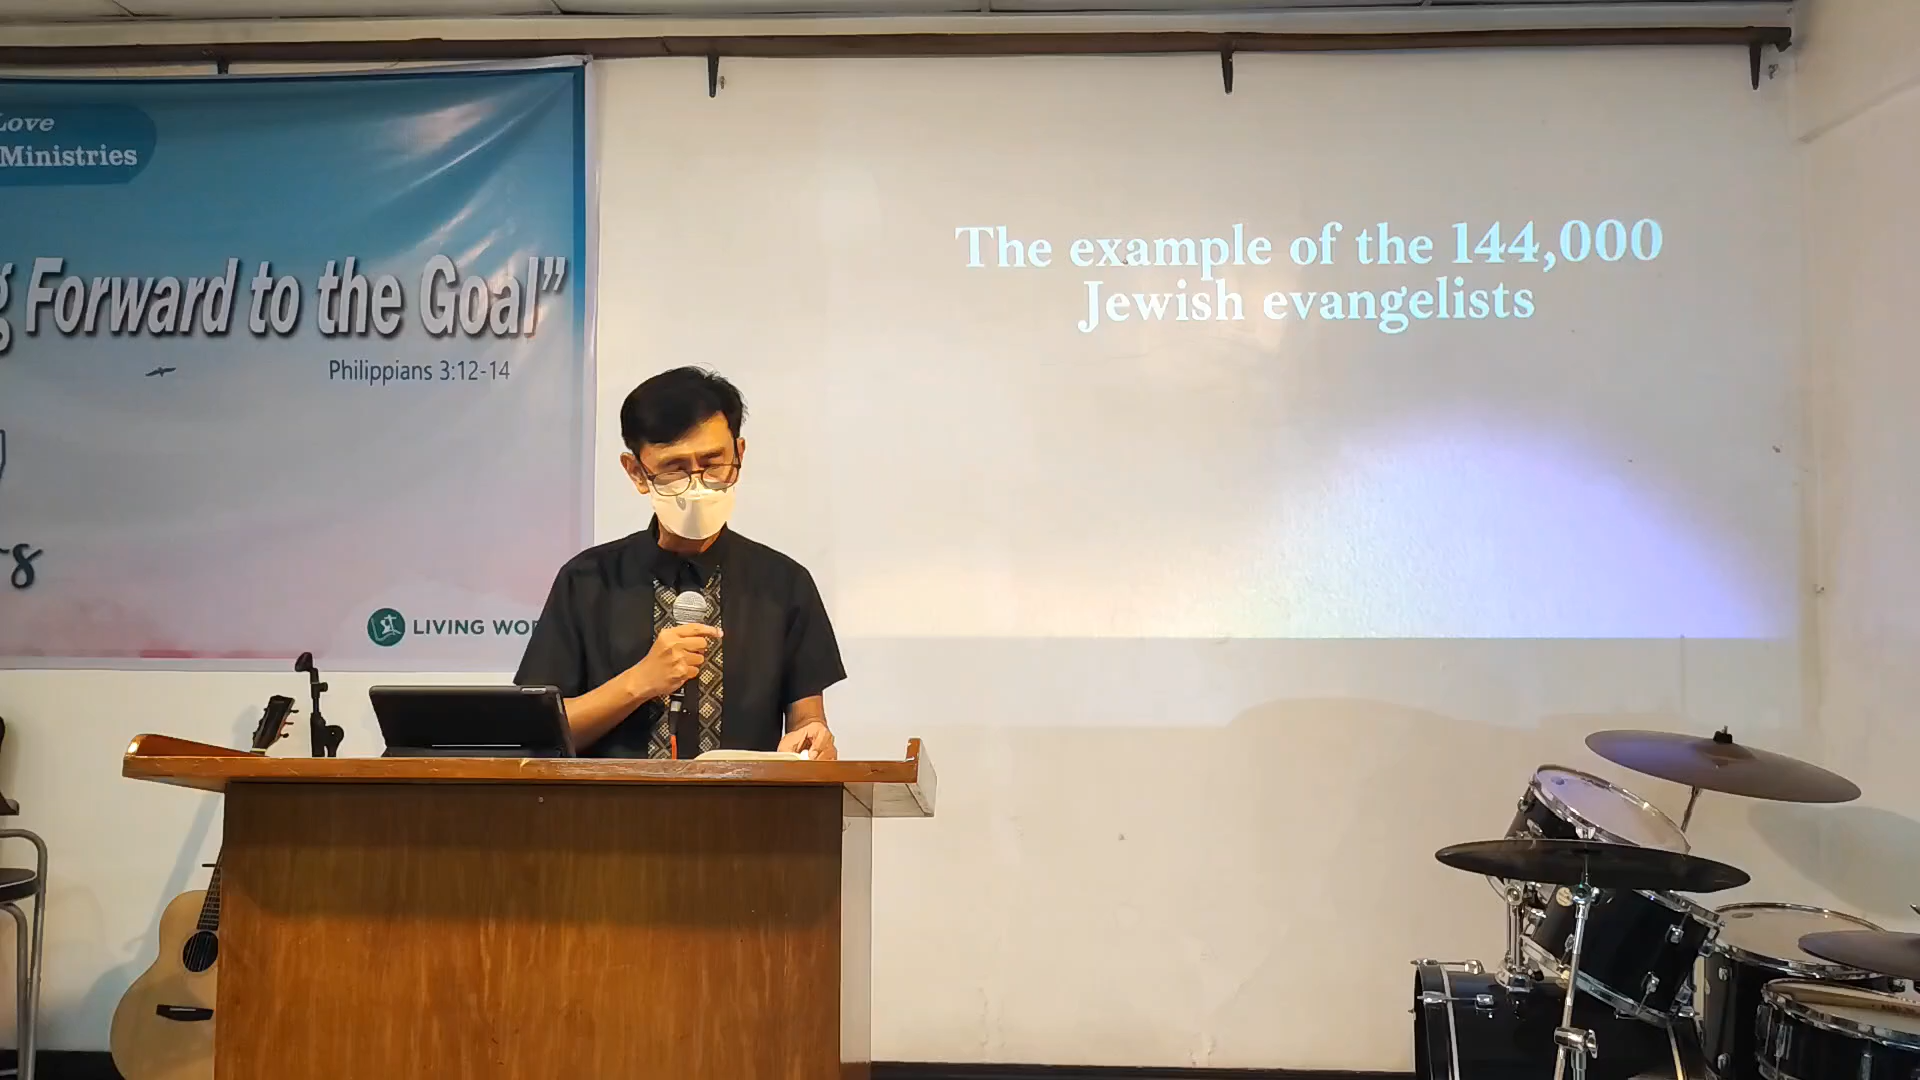 Love
Ministries
Forward to the Goal”
Philippians 3:12-14
LIVING
The example of the 144,000
Jewish evangelists